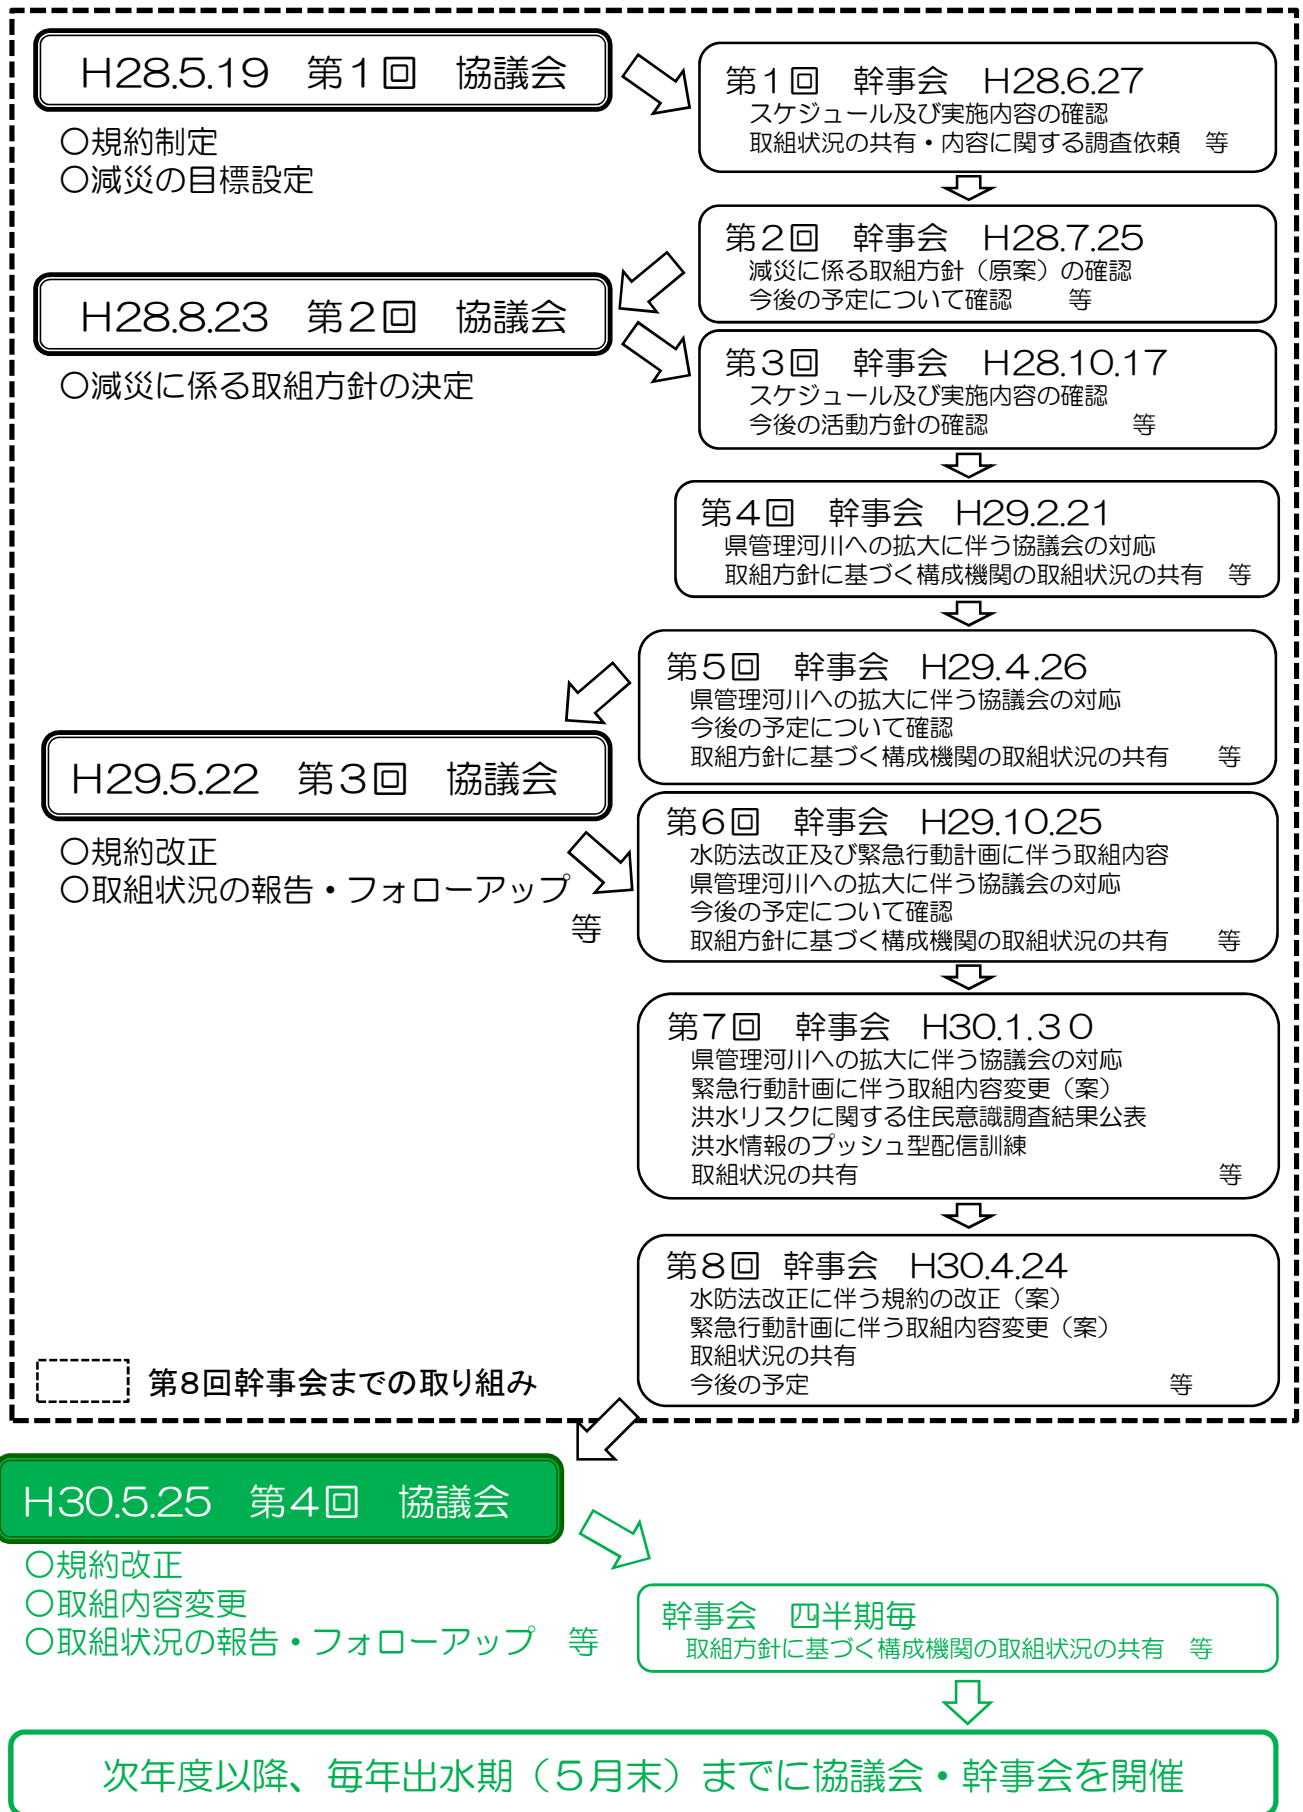 H28.5.19　第１回　協議会
〇規約制定
〇減災の目標設定
第１回　幹事会　H28.6.27
スケジュール及び実施内容の確認
取組状況の共有・内容に関する調査依頼　等
第２回　幹事会　H28.7.25
減災に係る取組方針（原案）の確認
今後の予定について確認　　等
H28.8.23　第２回　協議会
〇減災に係る取組方針の決定
第３回　幹事会　H28.10.17
スケジュール及び実施内容の確認
今後の活動方針の確認　　　　　　等
第４回　幹事会　H29.2.21
県管理河川への拡大に伴う協議会の対応
取組方針に基づく構成機関の取組状況の共有　等
第５回　幹事会　H29.4.26
県管理河川への拡大に伴う協議会の対応
今後の予定について確認
取組方針に基づく構成機関の取組状況の共有　　等
H29.5.22　第３回　協議会
〇規約改正
〇取組状況の報告・フォローアップ
等
第６回　幹事会　H29.10.25
水防法改正及び緊急行動計画に伴う取組内容
県管理河川への拡大に伴う協議会の対応
今後の予定について確認
取組方針に基づく構成機関の取組状況の共有　　等
第７回　幹事会　H30.1.３０
県管理河川への拡大に伴う協議会の対応
緊急行動計画に伴う取組内容変更（案）
洪水リスクに関する住民意識調査結果公表
洪水情報のプッシュ型配信訓練
取組状況の共有　　　　　　　　　　　　　　　等
第８回　幹事会　H30.4.24
水防法改正に伴う規約の改正（案）
緊急行動計画に伴う取組内容変更（案）
取組状況の共有
今後の予定　　　　　　　　　　　　　　　等
第8回幹事会までの取り組み
H30.5.25　第４回　協議会
〇規約改正
〇取組内容変更
〇取組状況の報告・フォローアップ　等
幹事会　四半期毎
取組方針に基づく構成機関の取組状況の共有　等
次年度以降、毎年出水期（５月末）までに協議会・幹事会を開催